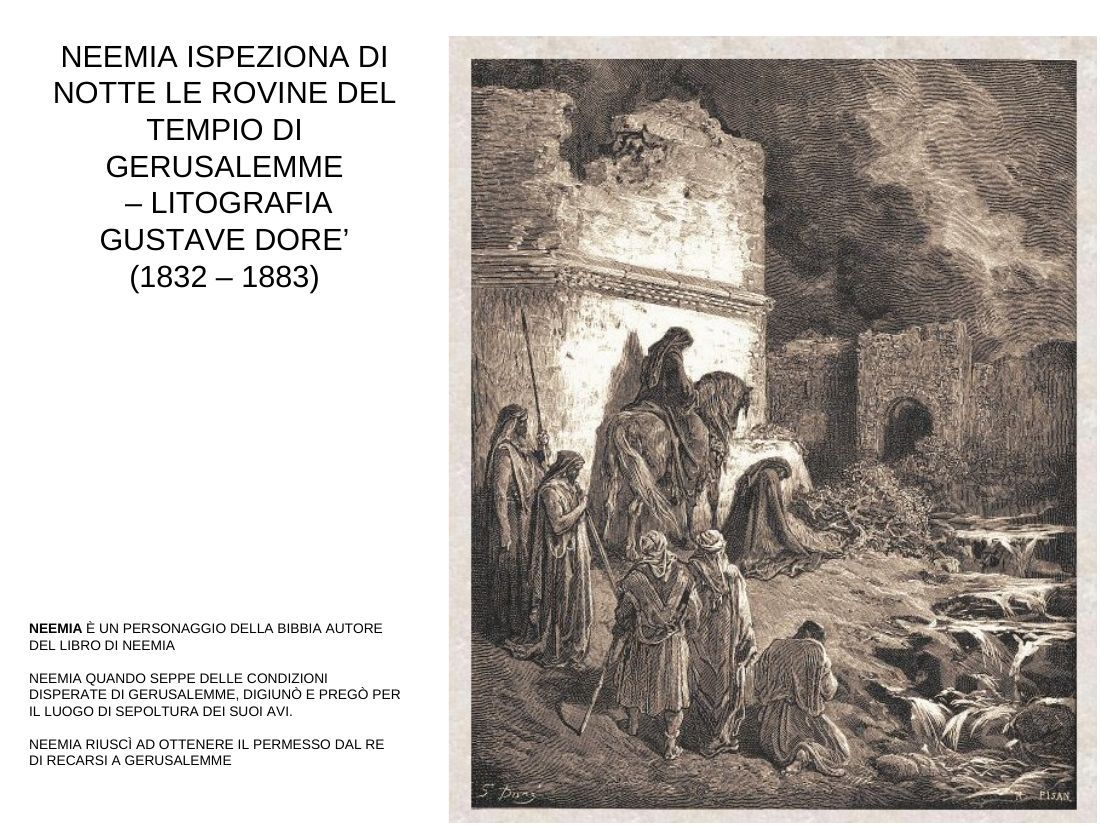 NEEMIA ISPEZIONA DI
NOTTE LE ROVINE DEL
TEMPIO DI
GERUSALEMME
– LITOGRAFIA
GUSTAVE DORE’
(1832 – 1883)
NEEMIA È UN PERSONAGGIO DELLA BIBBIA AUTORE
DEL LIBRO DI NEEMIA
NEEMIA QUANDO SEPPE DELLE CONDIZIONI
DISPERATE DI GERUSALEMME, DIGIUNÒ E PREGÒ PER
IL LUOGO DI SEPOLTURA DEI SUOI AVI.
NEEMIA RIUSCÌ AD OTTENERE IL PERMESSO DAL RE
DI RECARSI A GERUSALEMME
PISAN